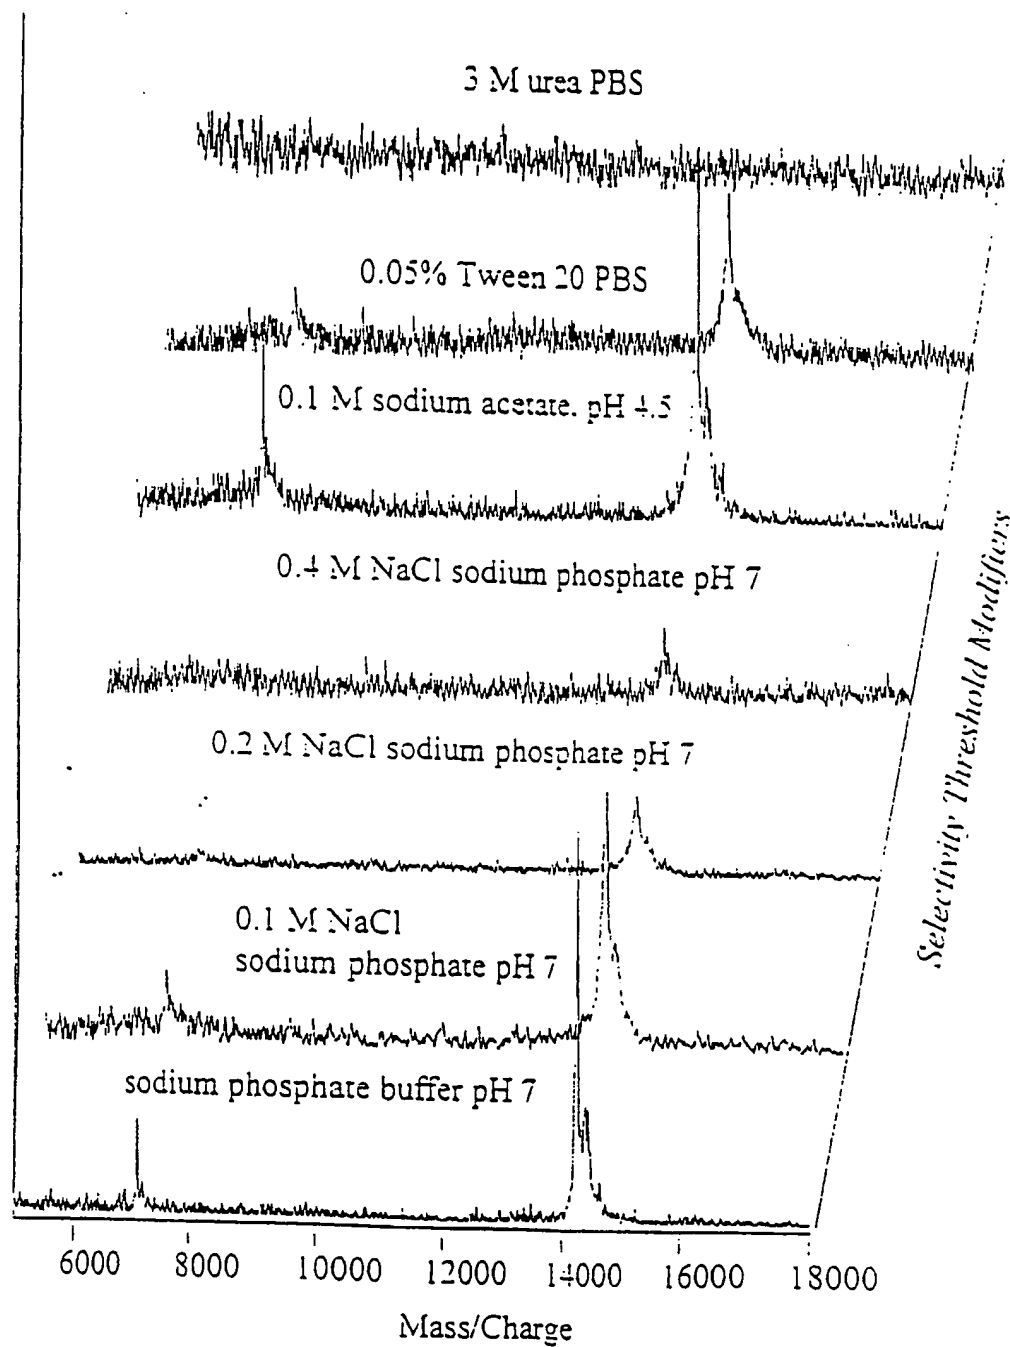 3 M urea PBS
0.05% Tween 20 PBS
0.1 M sodium acetate. pH 4.5
0.4 M NaCl sodium phosphate pH 7
0.2 M NaCl sodium phosphate pH 7
0.1 M NaCl
sodium phosphate pH 7
sodium phosphate buffer pH 7
Selectivity Threshold Modifiers
6000 8000 10000 12000 14000 16000 18000
Mass/Charge